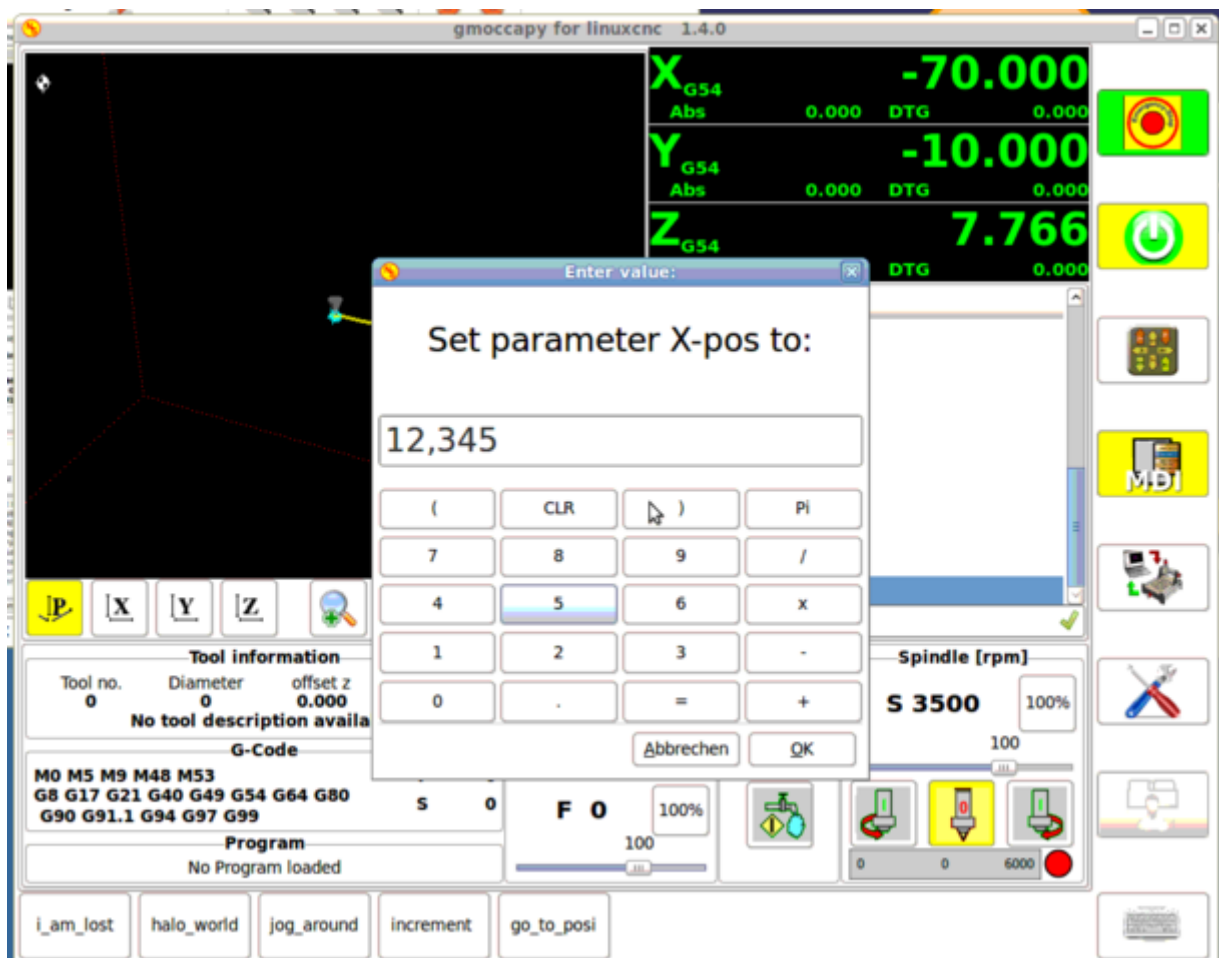 gmoccapy for linuxcnc 1.4.0
X G54 -70.000
Abs 0.000 DTG 0.000
Y G54 -10.000
Abs 0.000 DTG 0.000
Z G54 7.766
DTG 0.000
Enter value:
Set parameter X-pos to:
12,345
( CLR ) Pi
7 8 9 /
4 5 6 x
1 2 3 -
0 . = +
Abbrechen OK
MDI
P X Y Z
Tool information
Tool no. Diameter offset z
0 0 0.000
No tool description availa
G-Code
M0 M5 M9 M48 M53
G8 G17 G21 G40 G49 G54 G64 G80
G90 G91.1 G94 G97 G99
S 0
Program
No Program loaded
F 0 100%
100
Spindle [rpm]
S 3500 100%
100
0 0 6000
i_am_lost halo_world jog_around increment go_to_posi